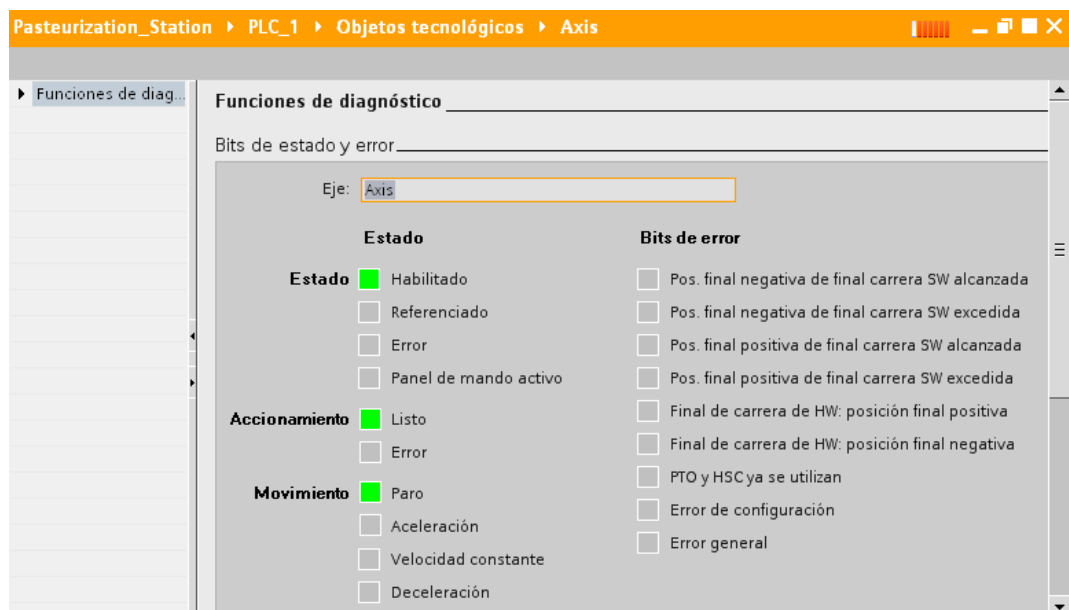 Pasteurization_Station PLC_1 Objetos tecnológicos Axis
Funciones de diag...
Funciones de diagnóstico
Bits de estado y error
Eje: Axis
Estado Bits de error
Estado Habilitado Pos. final negativa de final carrera SW alcanzada
Referenciado Pos. final negativa de final carrera SW excedida
Error Pos. final positiva de final carrera SW alcanzada
Panel de mando activo Pos. final positiva de final carrera SW excedida
Accionamiento Listo Final de carrera de HW: posición final positiva
Error Final de carrera de HW: posición final negativa
Movimiento Paro PTO y HSC ya se utilizan
Aceleración Error de configuración
Velocidad constante Error general
Deceleración